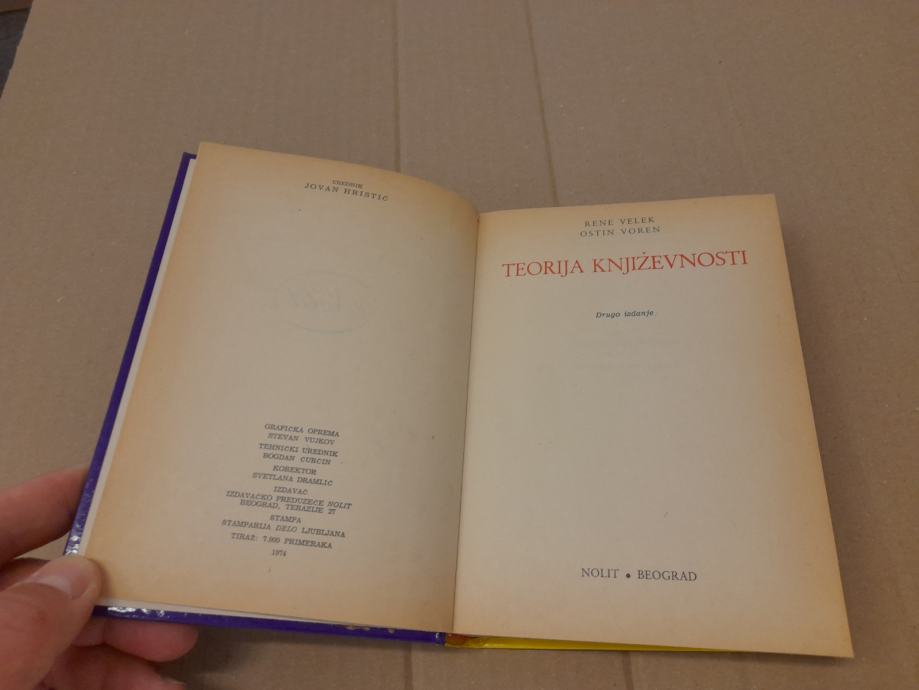 UREDNIK
JOVAN HRISTIĆ
GRAFIČKA OPREMA
STEVAN VUJKOV
TEHNIČKI UREDNIK
BOGDAN ĆURČIN
KOREKTOR
SVETLANA DRAMLIĆ
IZDAVAČ
IZDAVAČKO PREDUZEĆE NOLIT
BEOGRAD, TERAZIJE 27
ŠTAMPA
ŠTAMPARIJA DELO LJUBLJANA
TIRAŽ: 7.000 PRIMERAKA
1974
RENE VELEK
OSTIN VOREN
TEORIJA KNJIŽEVNOSTI
Drugo izdanje
NOLIT • BEOGRAD